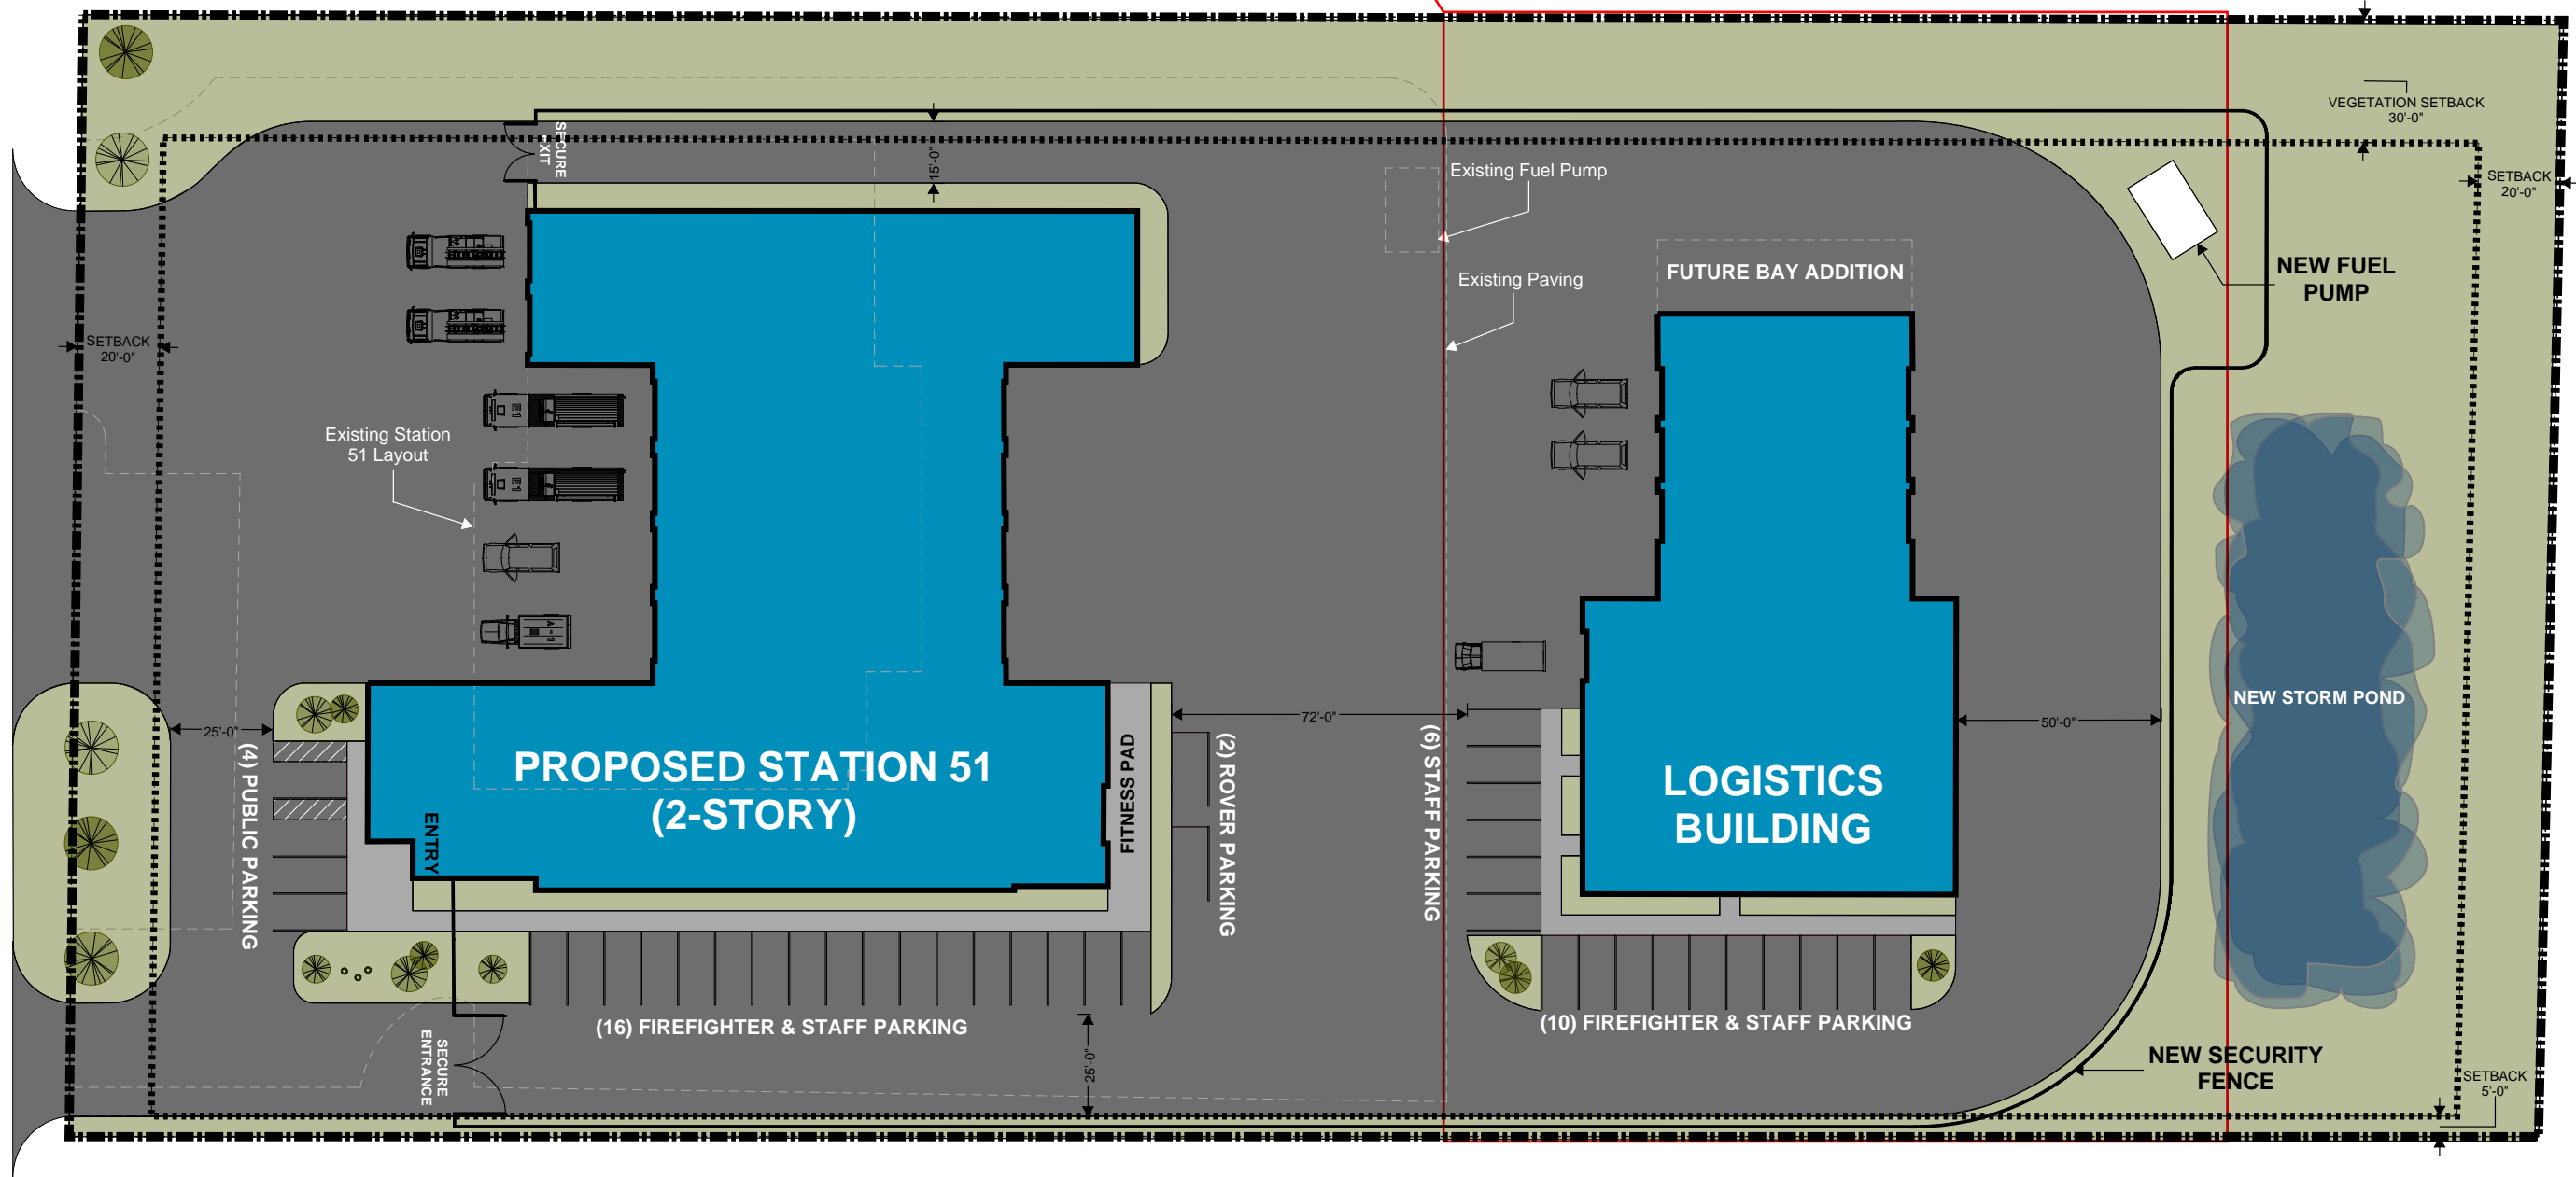 VEGETATION SETBACK
30'-0"
SECURE
EXIT
15'-0"
Existing Fuel Pump
SETBACK
20'-0"
FUTURE BAY ADDITION
Existing Paving
NEW FUEL
PUMP
SETBACK
20'-0"
Existing Station
51 Layout
E1
E1
A-1
NEW STORM POND
25'-0"
72'-0"
50'-0"
(4) PUBLIC PARKING
PROPOSED STATION 51
(2-STORY)
ENTRY
FITNESS PAD
(2) ROVER PARKING
(6) STAFF PARKING
LOGISTICS
BUILDING
(16) FIREFIGHTER & STAFF PARKING
(10) FIREFIGHTER & STAFF PARKING
SECURE
ENTRANCE
25'-0"
NEW SECURITY
FENCE
SETBACK
5'-0"